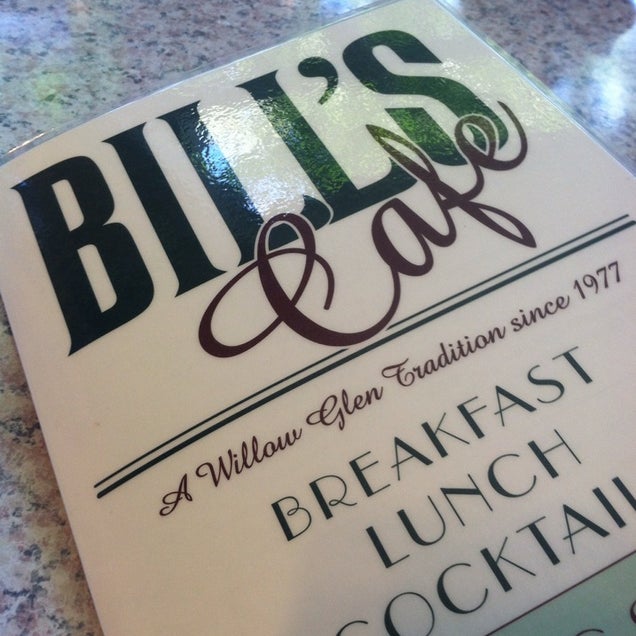 BILL'S
Cafe
A Willow Glen Tradition since 1977
BREAKFAST
LUNCH